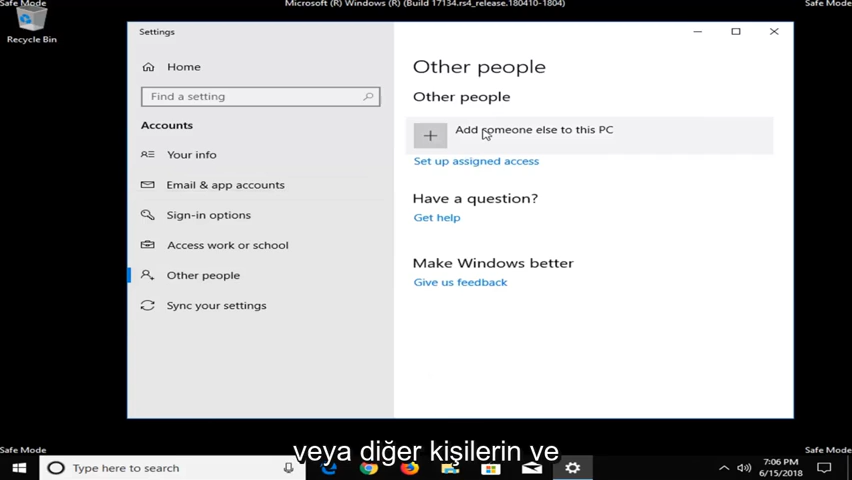 Safe Mode
Microsoft (R) Windows (R) (Build 17134.rs4_release.180410-1804)
Safe Mode
Recycle Bin
Settings
Home
Find a setting
Accounts
Your info
Email & app accounts
Sign-in options
Access work or school
Other people
Sync your settings
Other people
Other people
Add someone else to this PC
Set up assigned access
Have a question?
Get help
Make Windows better
Give us feedback
veya diğer kişilerin ve
Safe Mode
Safe Mode
Type here to search
7:06 PM
6/15/2018